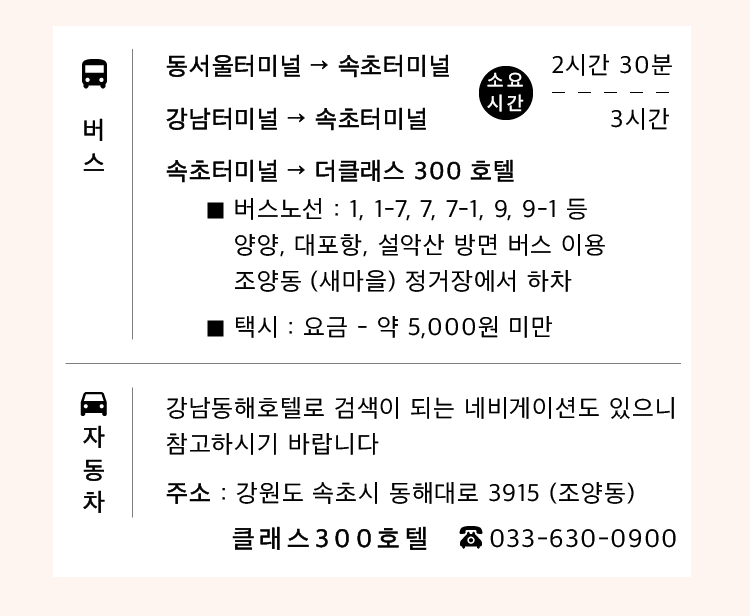 버스
동서울터미널 → 속초터미널
강남터미널 → 속초터미널
소요
시간
2시간 30분
3시간
속초터미널 → 더클래스 300 호텔
■ 버스노선 : 1, 1-7, 7, 7-1, 9, 9-1 등
양양, 대포항, 설악산 방면 버스 이용
조양동 (새마을) 정거장에서 하차
■ 택시 : 요금 - 약 5,000원 미만
자동차
강남동해호텔로 검색이 되는 네비게이션도 있으니
참고하시기 바랍니다
주소 : 강원도 속초시 동해대로 3915 (조양동)
클래스300호텔 ☎033-630-0900